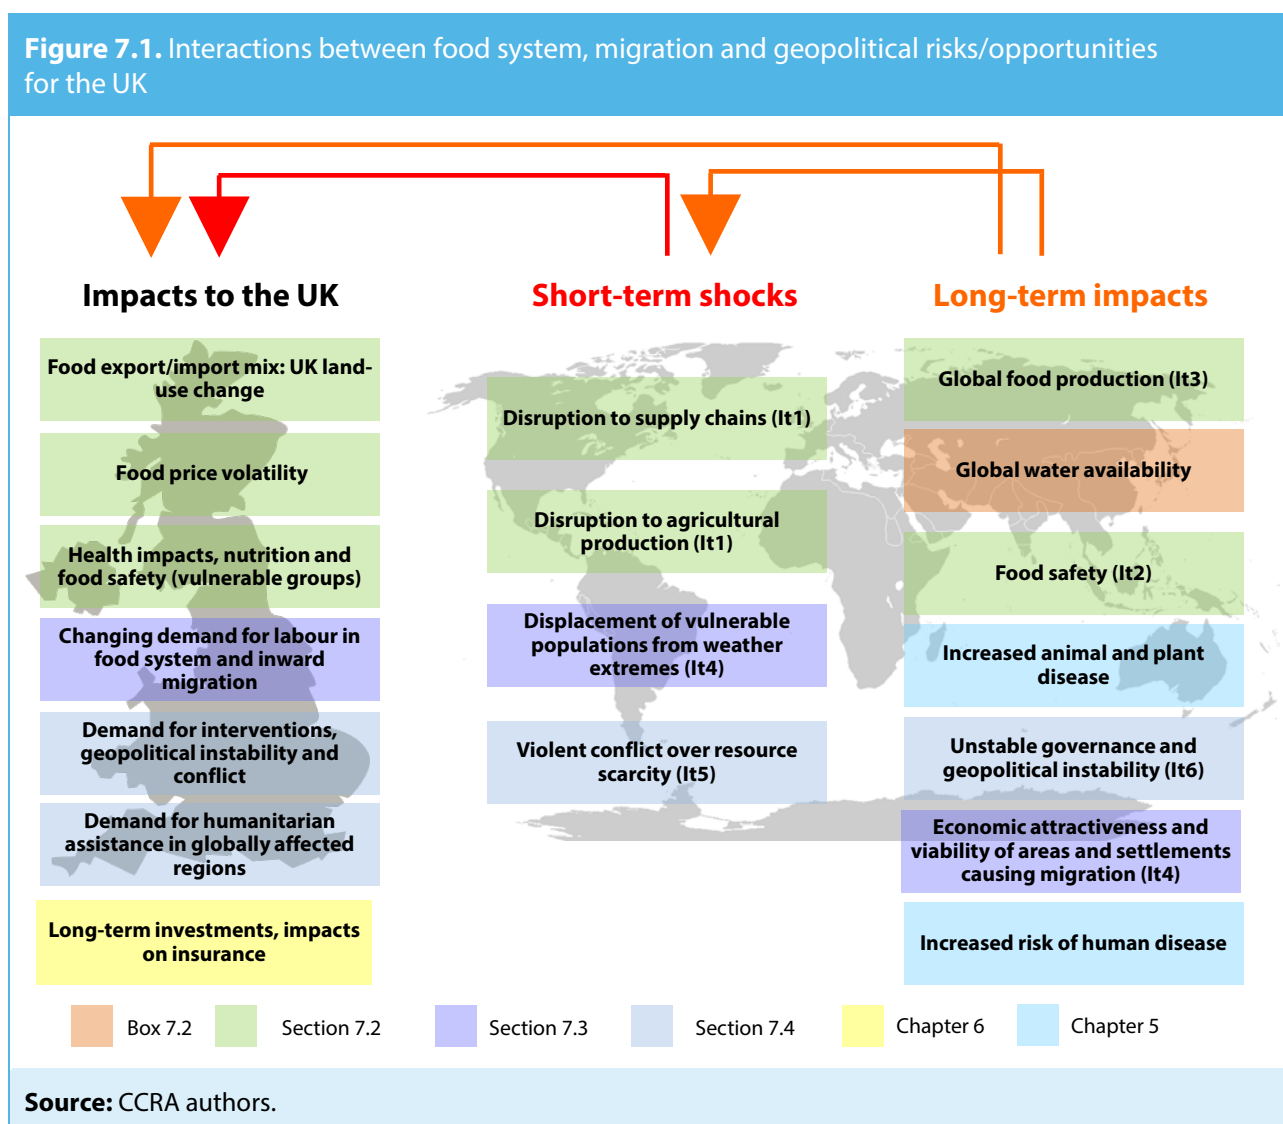 Figure 7.1. Interactions between food system, migration and geopolitical risks/opportunities
for the UK
Impacts to the UK
Food export/import mix: UK land-
use change
Food price volatility
Health impacts, nutrition and
food safety (vulnerable groups)
Changing demand for labour in
food system and inward
migration
Demand for interventions,
geopolitical instability and
conflict
Demand for humanitarian
assistance in globally affected
regions
Long-term investments, impacts
on insurance
Short-term shocks
Disruption to supply chains (It1)
Disruption to agricultural
production (It1)
Displacement of vulnerable
populations from weather
extremes (It4)
Violent conflict over resource
scarcity (It5)
Long-term impacts
Global food production (It3)
Global water availability
Food safety (It2)
Increased animal and plant
disease
Unstable governance and
geopolitical instability (It6)
Economic attractiveness and
viability of areas and settlements
causing migration (It4)
Increased risk of human disease
Box 7.2
Section 7.2
Section 7.3
Section 7.4
Chapter 6
Chapter 5
Source: CCRA authors.